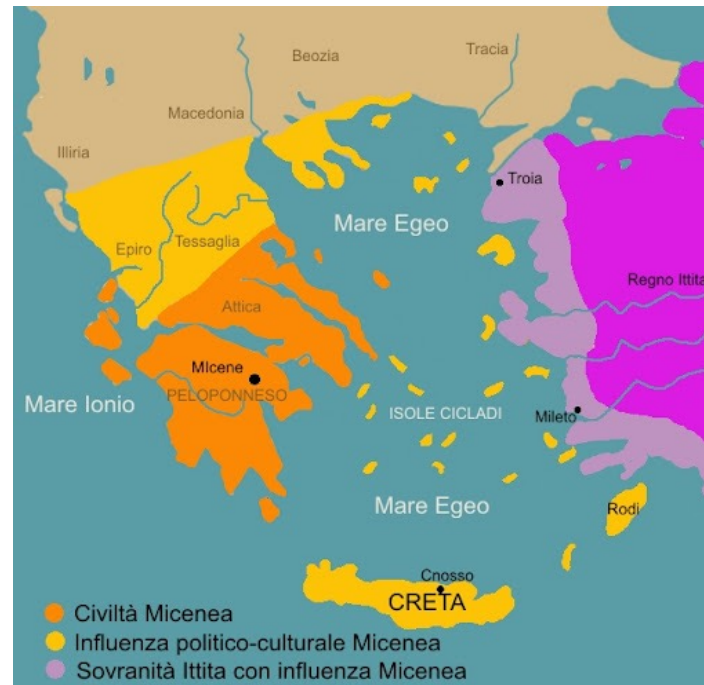 Beozia
Tracia
Macedonia
Illiria
Troia
Mare Egeo
Epiro
Tessaglia
Regno Ittita
Attica
MIcene
PELOPONNESO
Mare Ionio
ISOLE CICLADI
Mileto
Mare Egeo
Rodi
Cnosso
CRETA
Civiltà Micenea
Influenza politico-culturale Micenea
Sovranità Ittita con influenza Micenea